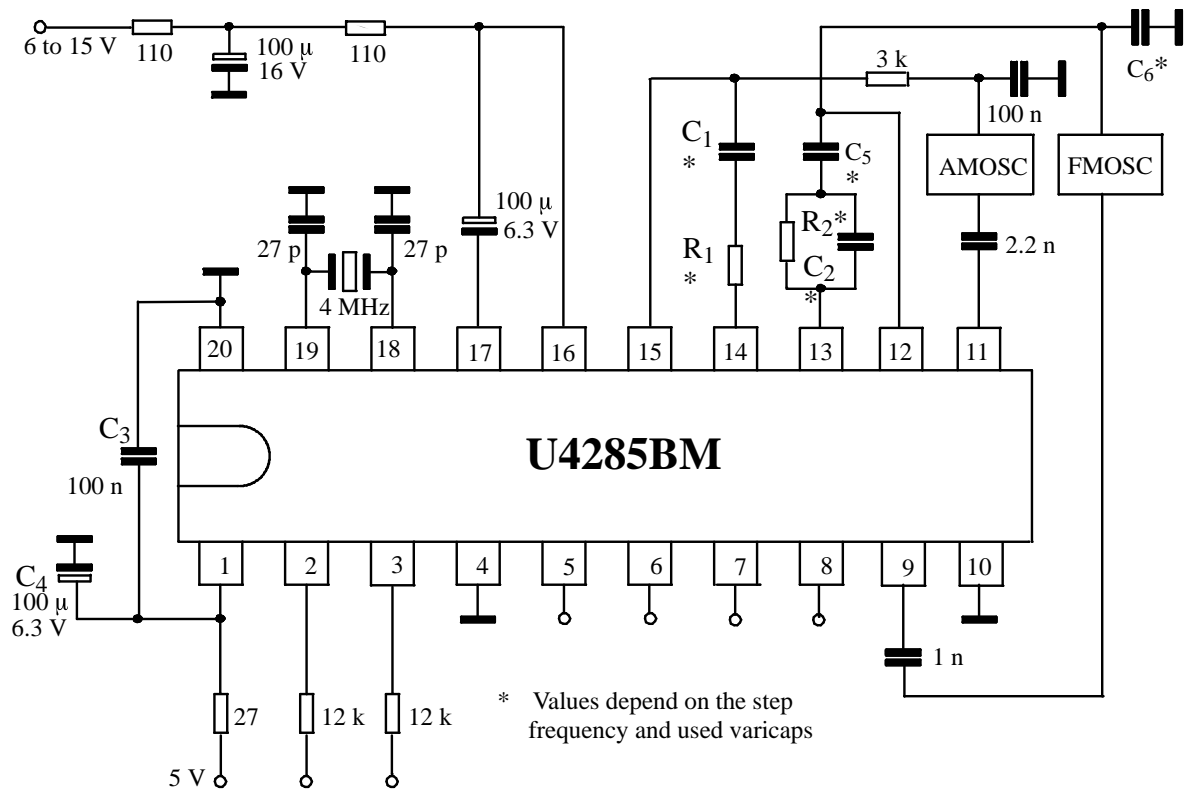 6 to 15 V
110
100 µ
16 V
110
3 k
C6*
100 n
C1
*
C5
*
AMOSC
FMOSC
100 µ
6.3 V
27 p
27 p
R2*
2.2 n
R1
*
C2
*
4 MHz
20
19
18
17
16
15
14
13
12
11
C3
100 n
U4285BM
1
2
3
4
5
6
7
8
9
10
C4
100 µ
6.3 V
1 n
27
12 k
12 k
* Values depend on the step
frequency and used varicaps
5 V